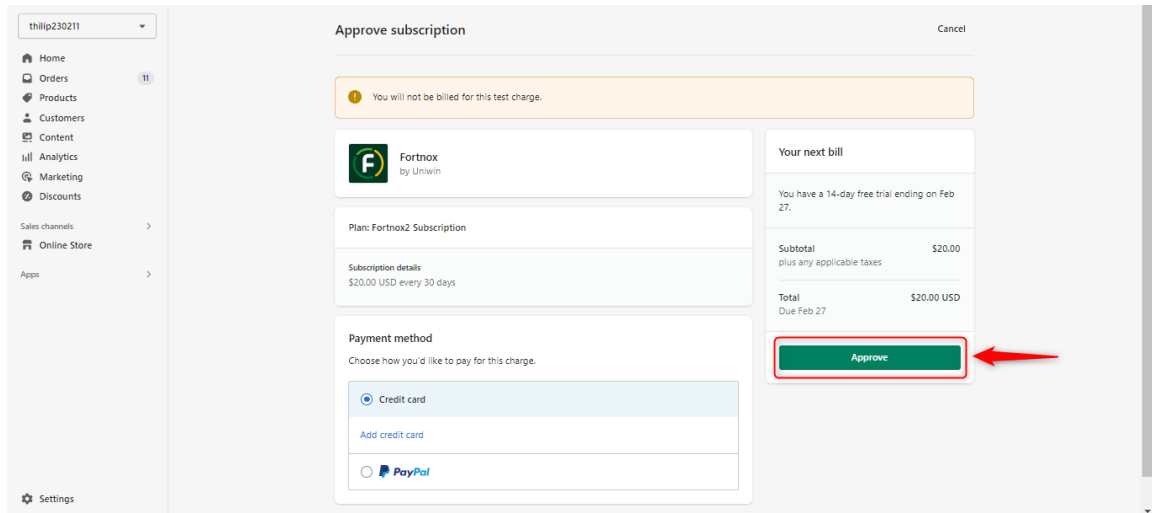 thilip230211
Home
Orders
11
Products
Customers
Content
Analytics
Marketing
Discounts
Sales channels
Online Store
Apps
Settings
Approve subscription
Cancel
You will not be billed for this test charge.
Fortnox
by Uniwin
Plan: Fortnox2 Subscription
Subscription details
$20.00 USD every 30 days
Payment method
Choose how you'd like to pay for this charge.
Credit card
Add credit card
PayPal
Your next bill
You have a 14-day free trial ending on Feb
27.
Subtotal $20.00
plus any applicable taxes
Total $20.00 USD
Due Feb 27
Approve